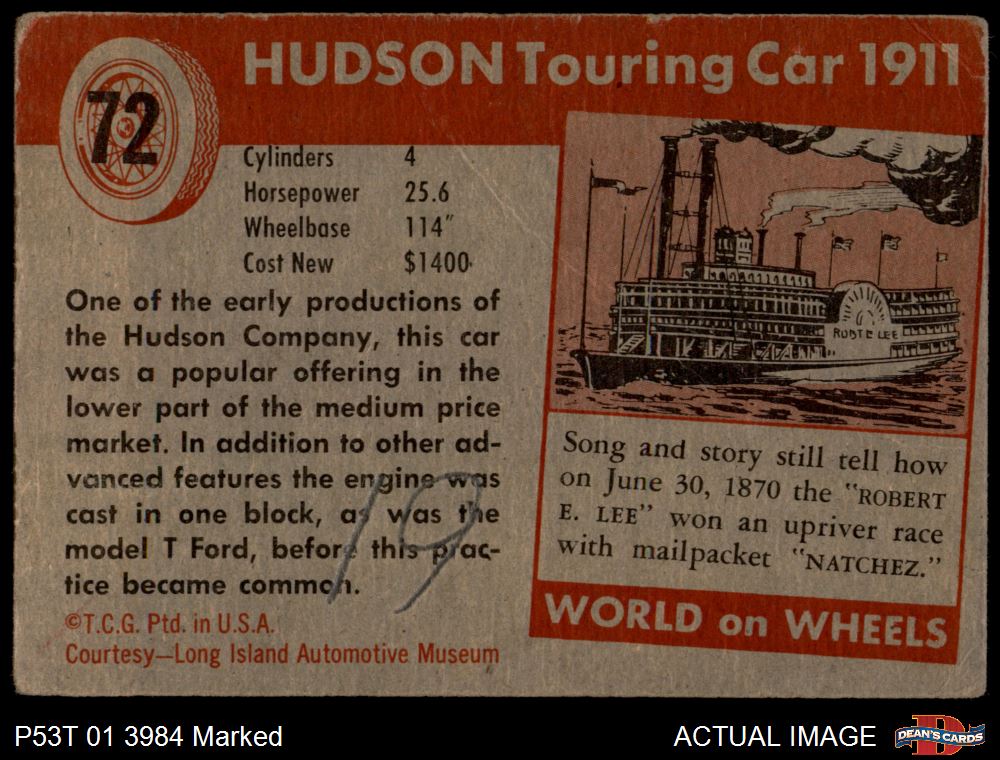 72
HUDSON Touring Car 1911
Cylinders 4
Horsepower 25.6
Wheelbase 114"
Cost New $1400
One of the early productions of
the Hudson Company, this car
was a popular offering in the
lower part of the medium price
market. In addition to other ad-
vanced features the engine was
cast in one block, as was the
model T Ford, before this prac-
tice became common.
19
©T.C.G. Ptd. in U.S.A.
Courtesy—Long Island Automotive Museum
ROBT E LEE
Song and story still tell how
on June 30, 1870 the "ROBERT
E. LEE" won an upriver race
with mailpacket "NATCHEZ."
WORLD on WHEELS
P53T 01 3984 Marked
ACTUAL IMAGE
DEAN'S CARDS